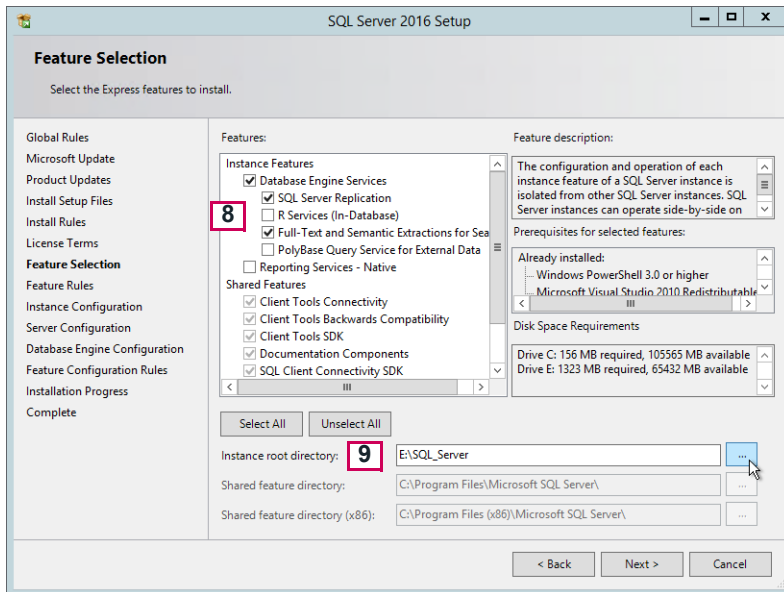 SQL Server 2016 Setup
Feature Selection
Select the Express features to install.
Global Rules
Microsoft Update
Product Updates
Install Setup Files
Install Rules
License Terms
Feature Selection
Feature Rules
Instance Configuration
Server Configuration
Database Engine Configuration
Feature Configuration Rules
Installation Progress
Complete
Features:
Instance Features
Database Engine Services
SQL Server Replication
8
R Services (In-Database)
Full-Text and Semantic Extractions for Sea
PolyBase Query Service for External Data
Reporting Services - Native
Shared Features
Client Tools Connectivity
Client Tools Backwards Compatibility
Client Tools SDK
Documentation Components
SQL Client Connectivity SDK
Feature description:
The configuration and operation of each
instance feature of a SQL Server instance is
isolated from other SQL Server instances. SQL
Server instances can operate side-by-side on
Prerequisites for selected features:
Already installed:
Windows PowerShell 3.0 or higher
Microsoft Visual Studio 2010 Redistributable
Disk Space Requirements
Drive C: 156 MB required, 105565 MB available
Drive E: 1323 MB required, 65432 MB available
Select All
Unselect All
Instance root directory:
9
E:\SQL_Server
...
Shared feature directory:
C:\Program Files\Microsoft SQL Server\
...
Shared feature directory (x86):
C:\Program Files (x86)\Microsoft SQL Server\
...
< Back
Next >
Cancel